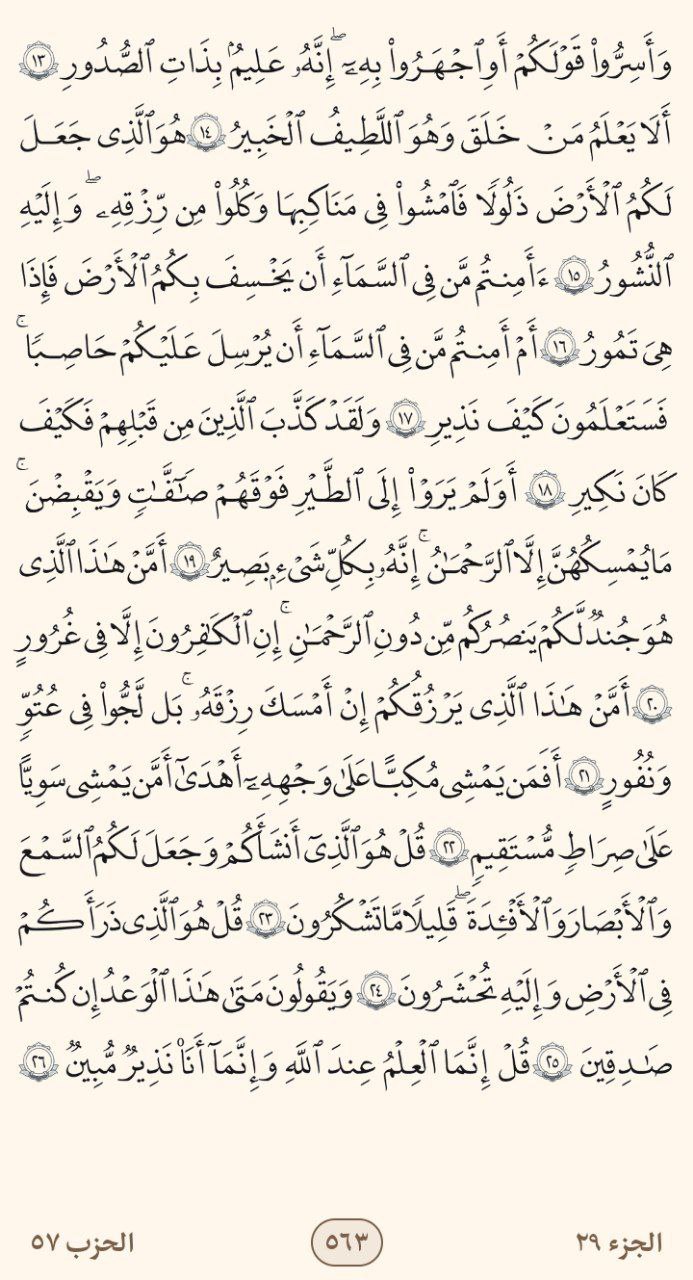 وَأَسِرُّوا۟ قَوْلَكُمْ أَوِ ٱجْهَرُوا۟ بِهِۦٓ ۖ إِنَّهُۥ عَلِيمٌۢ بِذَاتِ ٱلصُّدُورِ ١٣
أَلَا يَعْلَمُ مَنْ خَلَقَ وَهُوَ ٱللَّطِيفُ ٱلْخَبِيرُ ١٤ هُوَ ٱلَّذِى جَعَلَ
لَكُمُ ٱلْأَرْضَ ذَلُولًا فَٱمْشُوا۟ فِى مَنَاكِبِهَا وَكُلُوا۟ مِن رِّزْقِهِۦ ۖ وَإِلَيْهِ
ٱلنُّشُورُ ١٥ ءَأَمِنتُم مَّن فِى ٱلسَّمَآءِ أَن يَخْسِفَ بِكُمُ ٱلْأَرْضَ فَإِذَا
هِىَ تَمُورُ ١٦ أَمْ أَمِنتُم مَّن فِى ٱلسَّمَآءِ أَن يُرْسِلَ عَلَيْكُمْ حَاصِبًا ۖ
فَسَتَعْلَمُونَ كَيْفَ نَذِيرِ ١٧ وَلَقَدْ كَذَّبَ ٱلَّذِينَ مِن قَبْلِهِمْ فَكَيْفَ
كَانَ نَكِيرِ ١٨ أَوَلَمْ يَرَوْا۟ إِلَى ٱلطَّيْرِ فَوْقَهُمْ صَـٰٓفَّـٰتٍ وَيَقْبِضْنَ ۚ
مَا يُمْسِكُهُنَّ إِلَّا ٱلرَّحْمَـٰنُ ۚ إِنَّهُۥ بِكُلِّ شَىْءٍۭ بَصِيرٌ ١٩ أَمَّنْ هَـٰذَا ٱلَّذِى
هُوَ جُندٌ لَّكُمْ يَنصُرُكُم مِّن دُونِ ٱلرَّحْمَـٰنِ ۚ إِنِ ٱلْكَـٰفِرُونَ إِلَّا فِى غُرُورٍ
٢٠ أَمَّنْ هَـٰذَا ٱلَّذِى يَرْزُقُكُمْ إِنْ أَمْسَكَ رِزْقَهُۥ ۚ بَل لَّجُّوا۟ فِى عُتُوٍّ
وَنُفُورٍ ٢١ أَفَمَن يَمْشِى مُكِبًّا عَلَىٰ وَجْهِهِۦٓ أَهْدَىٰٓ أَمَّن يَمْشِى سَوِيًّا
عَلَىٰ صِرَٰطٍ مُّسْتَقِيمٍ ٢٢ قُلْ هُوَ ٱلَّذِىٓ أَنشَأَكُمْ وَجَعَلَ لَكُمُ ٱلسَّمْعَ
وَٱلْأَبْصَـٰرَ وَٱلْأَفْـِٔدَةَ ۖ قَلِيلًا مَّا تَشْكُرُونَ ٢٣ قُلْ هُوَ ٱلَّذِى ذَرَأَكُمْ
فِى ٱلْأَرْضِ وَإِلَيْهِ تُحْشَرُونَ ٢٤ وَيَقُولُونَ مَتَىٰ هَـٰذَا ٱلْوَعْدُ إِن كُنتُمْ
صَـٰدِقِينَ ٢٥ قُلْ إِنَّمَا ٱلْعِلْمُ عِندَ ٱللَّهِ وَإِنَّمَآ أَنَا۠ نَذِيرٌ مُّبِينٌ ٢٦
الجزء ٢٩ ٥٦٣ الحزب ٥٧